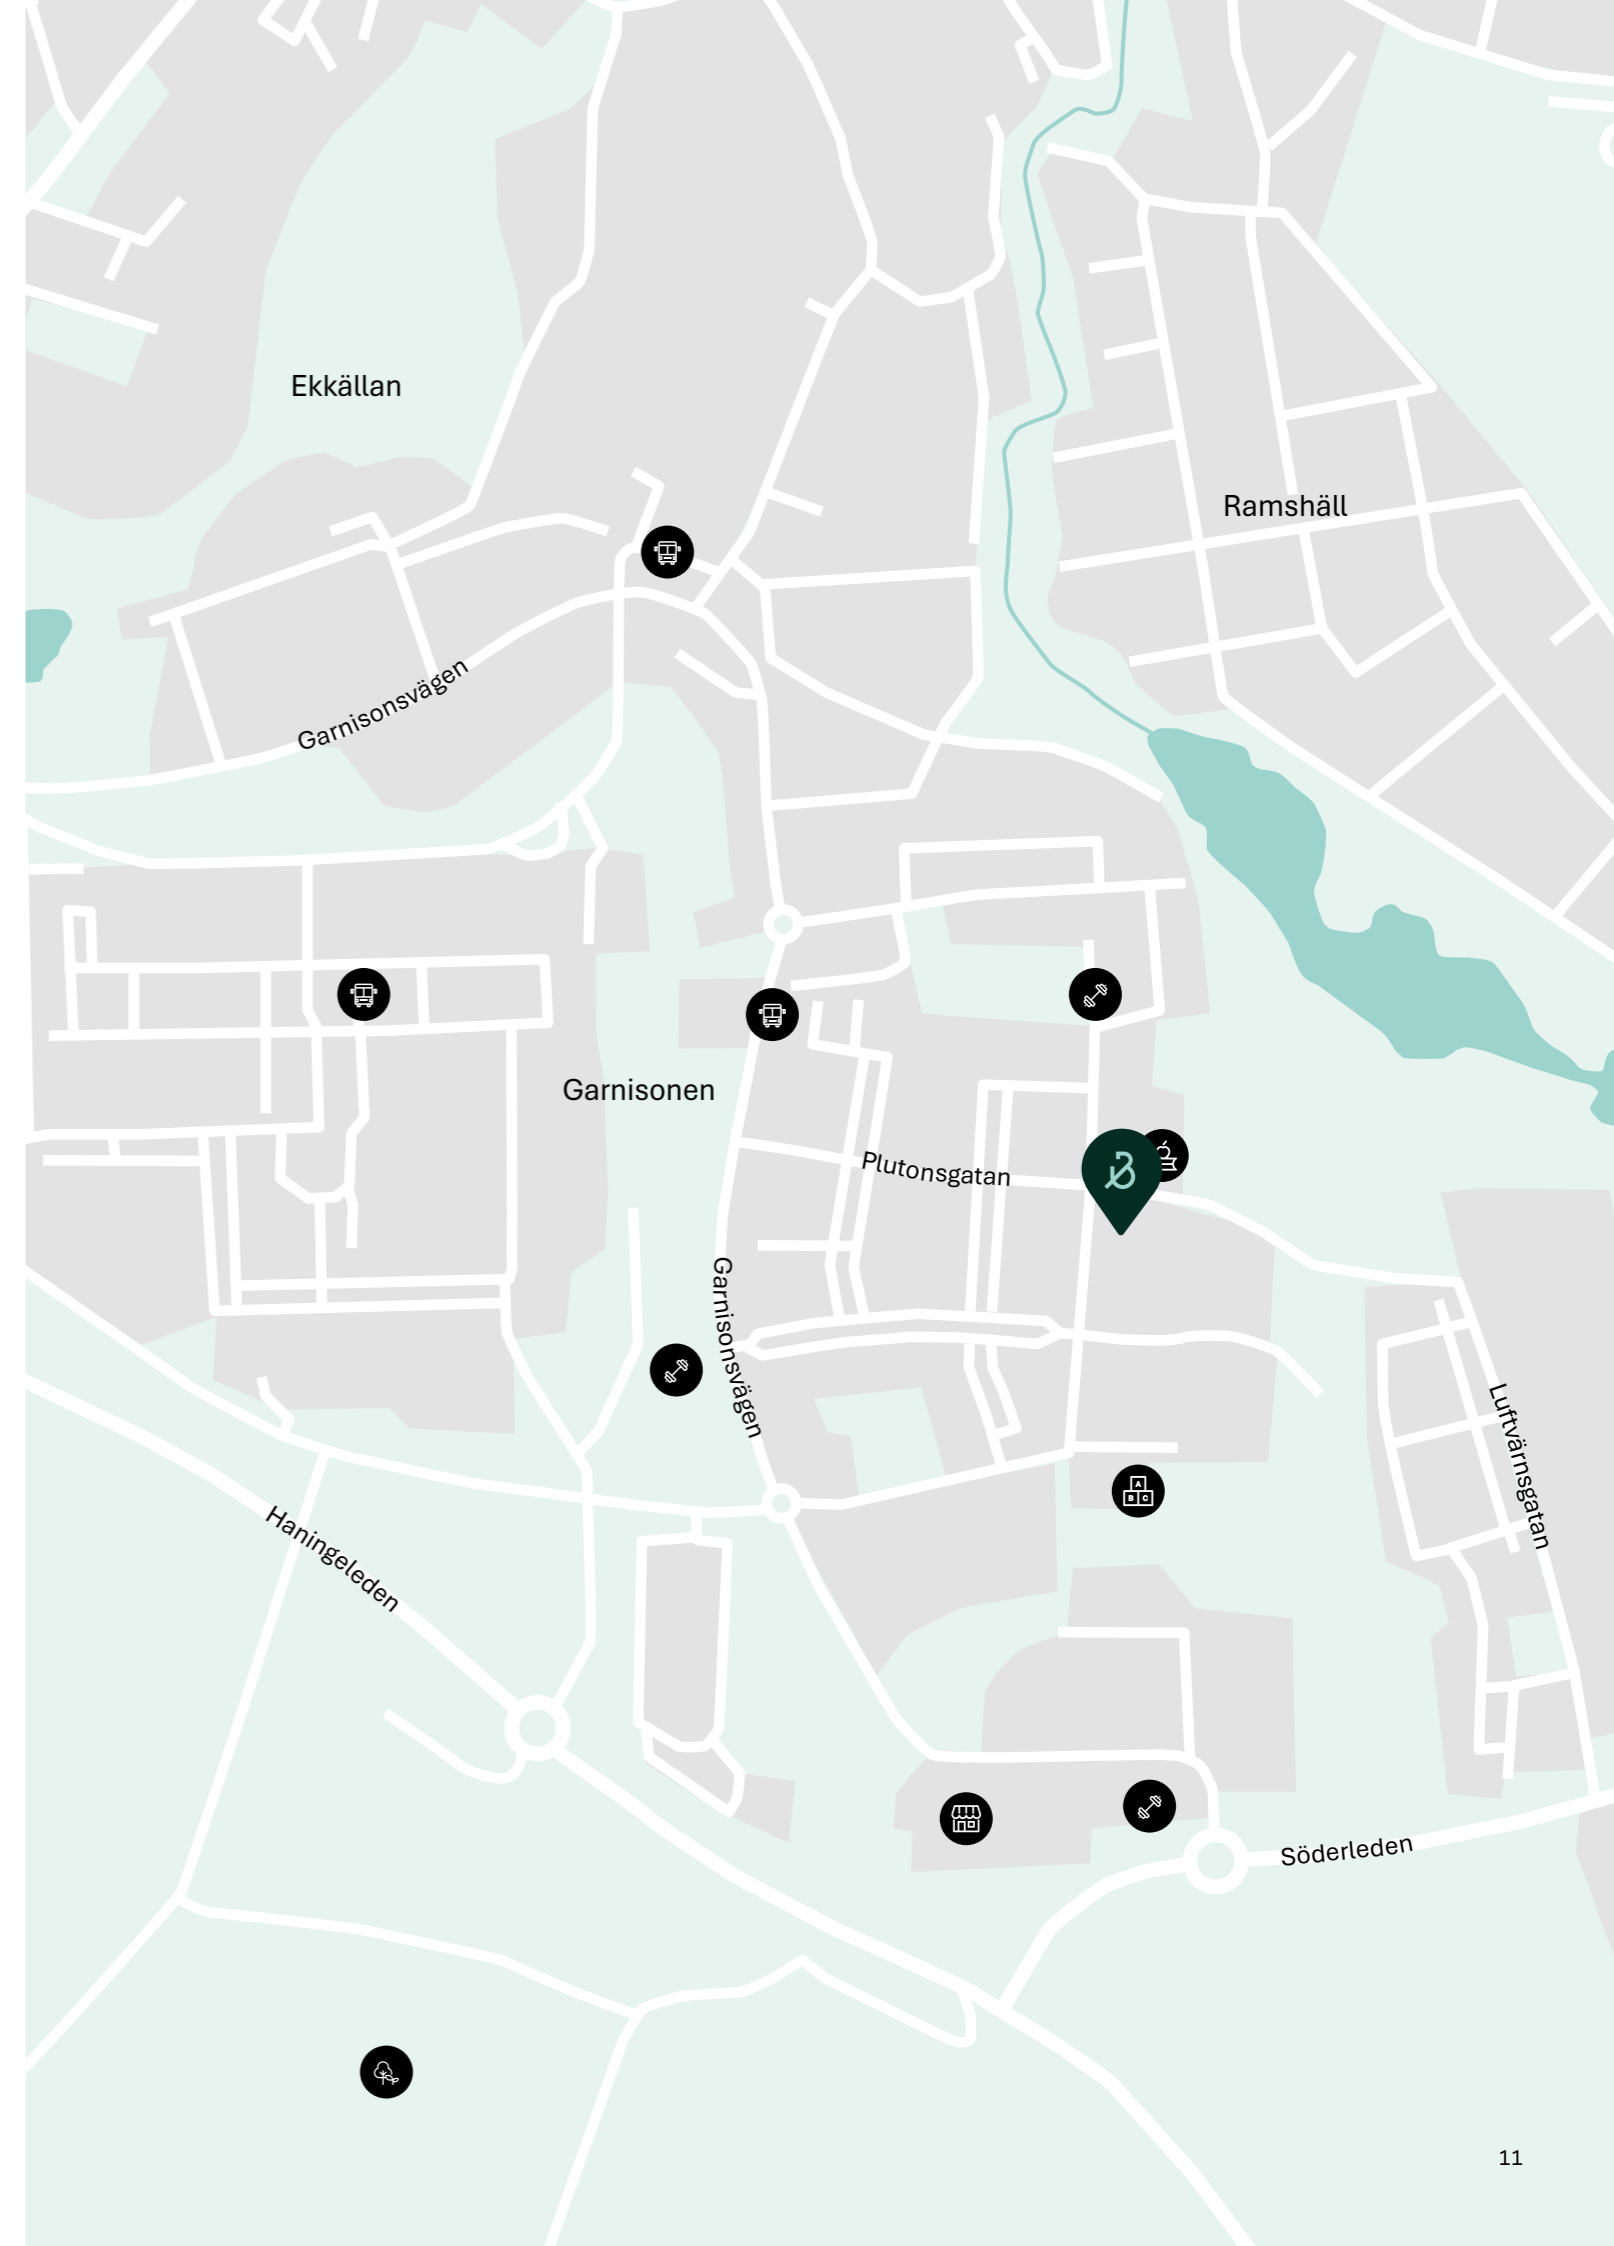 Ekkällan
Ramshäll
Garnisonsvägen
Garnisonen
Plutonsgatan
B
Garnisonsvägen
Luftvärnsgatan
A
B C
Haningeleden
Söderleden
11